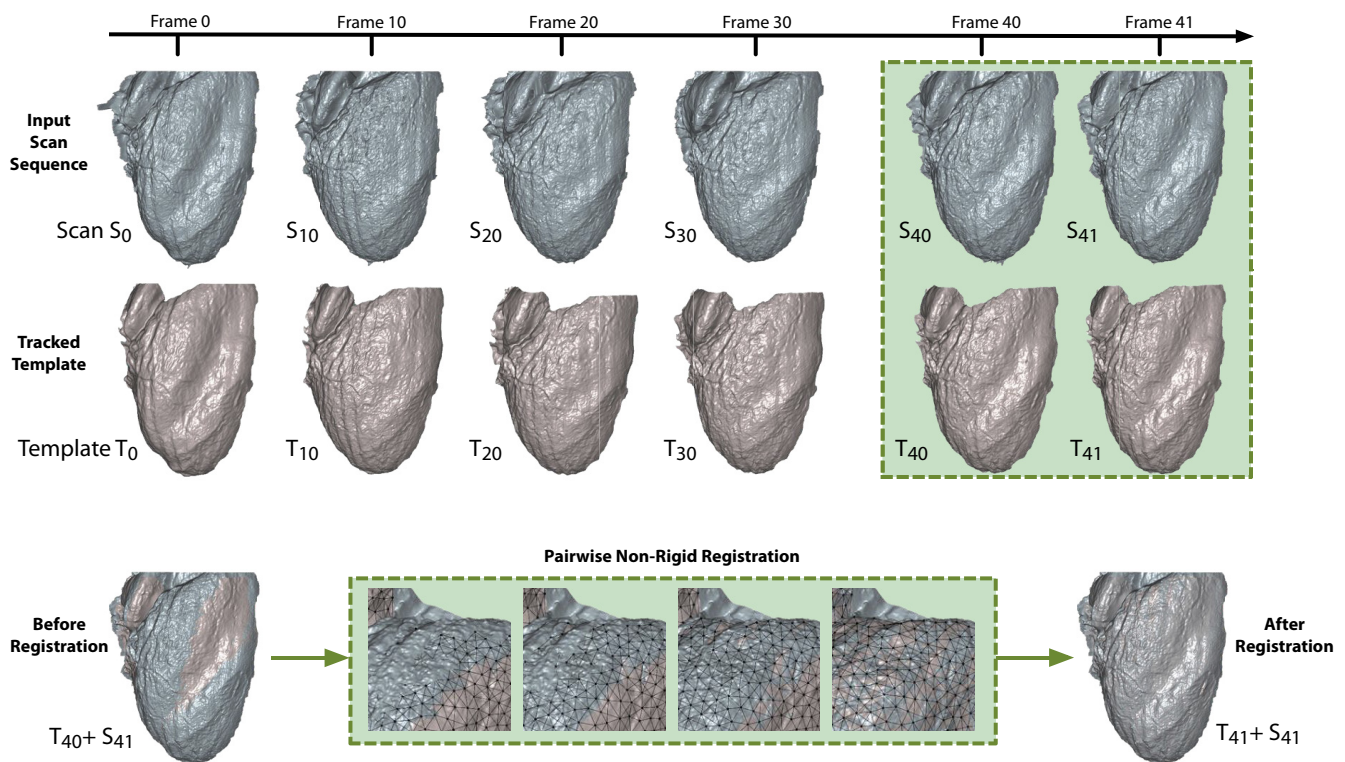 Frame 0 Frame 10 Frame 20 Frame 30 Frame 40 Frame 41
Input
Scan
Sequence
Scan S0 S10 S20 S30 S40 S41
Tracked
Template
Template T0 T10 T20 T30 T40 T41
Pairwise Non-Rigid Registration
Before
Registration
After
Registration
T40+ S41
T41+ S41